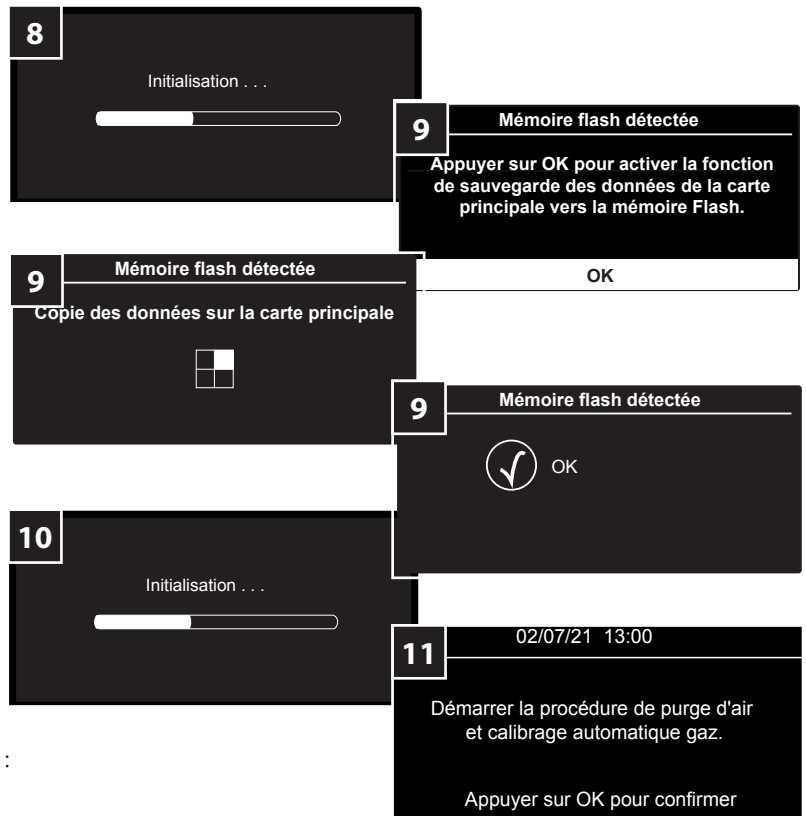 8
Initialisation . . .
9
Mémoire flash détectée
Appuyer sur OK pour activer la fonction
de sauvegarde des données de la carte
principale vers la mémoire Flash.
OK
9
Mémoire flash détectée
Copie des données sur la carte principale
9
Mémoire flash détectée
OK
10
Initialisation . . .
11
02/07/21 13:00
Démarrer la procédure de purge d'air
et calibrage automatique gaz.
Appuyer sur OK pour confirmer
: